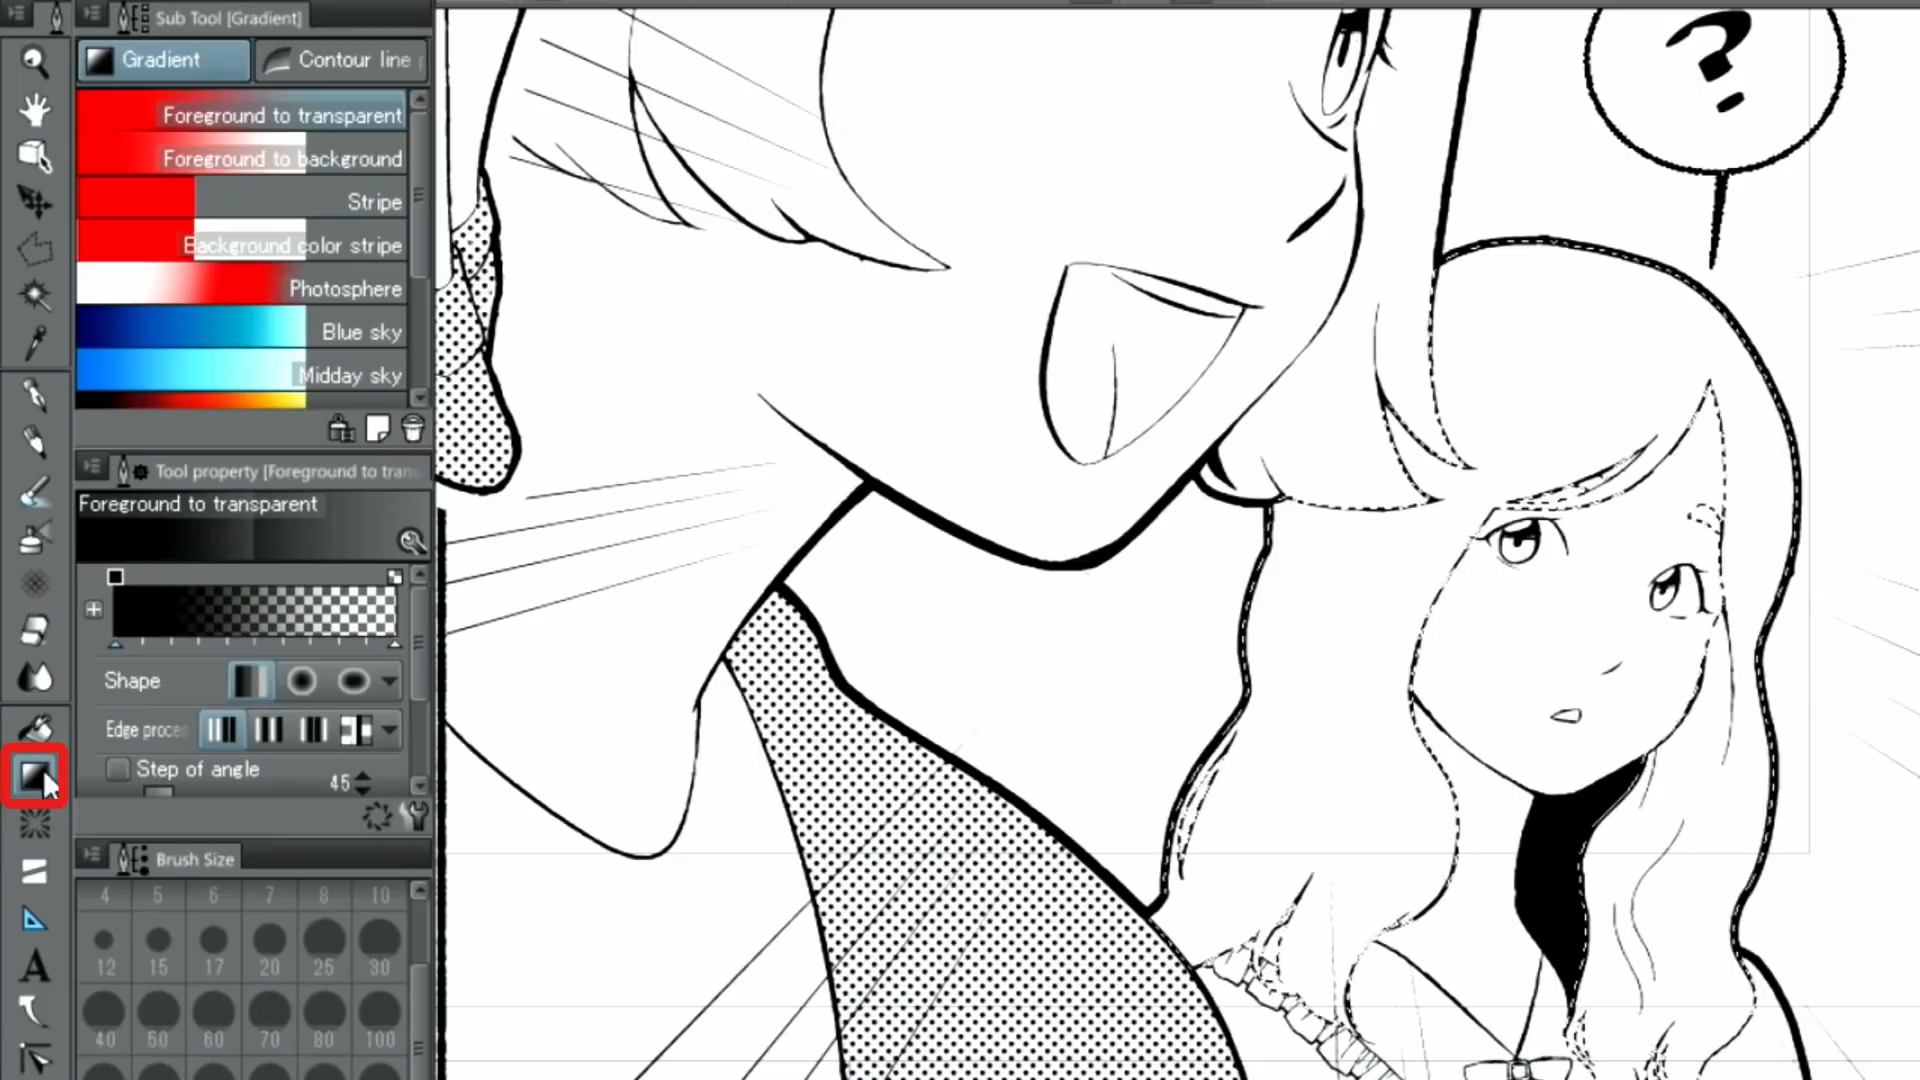 Sub Tool [Gradient]
Gradient
Contour line
Foreground to transparent
Foreground to background
Stripe
Background color stripe
Photosphere
Blue sky
Midday sky
Tool property [Foreground to trans
Foreground to transparent
Shape
Edge proces
Step of angle
45
Brush Size
4 5 6 7 8 10
12 15 17 20 25 30
40 50 60 70 80 100
A
?